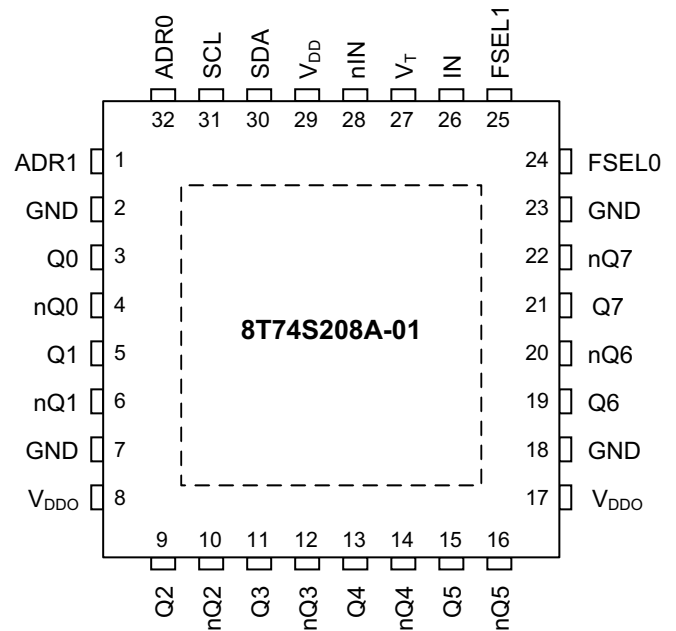 ADR0 SCL SDA VDD nIN VT IN FSEL1
32 31 30 29 28 27 26 25
ADR1 1 24 FSEL0
GND 2 23 GND
Q0 3 22 nQ7
nQ0 4 21 Q7
8T74S208A-01
Q1 5 20 nQ6
nQ1 6 19 Q6
GND 7 18 GND
VDDO 8 17 VDDO
9 10 11 12 13 14 15 16
Q2 nQ2 Q3 nQ3 Q4 nQ4 Q5 nQ5